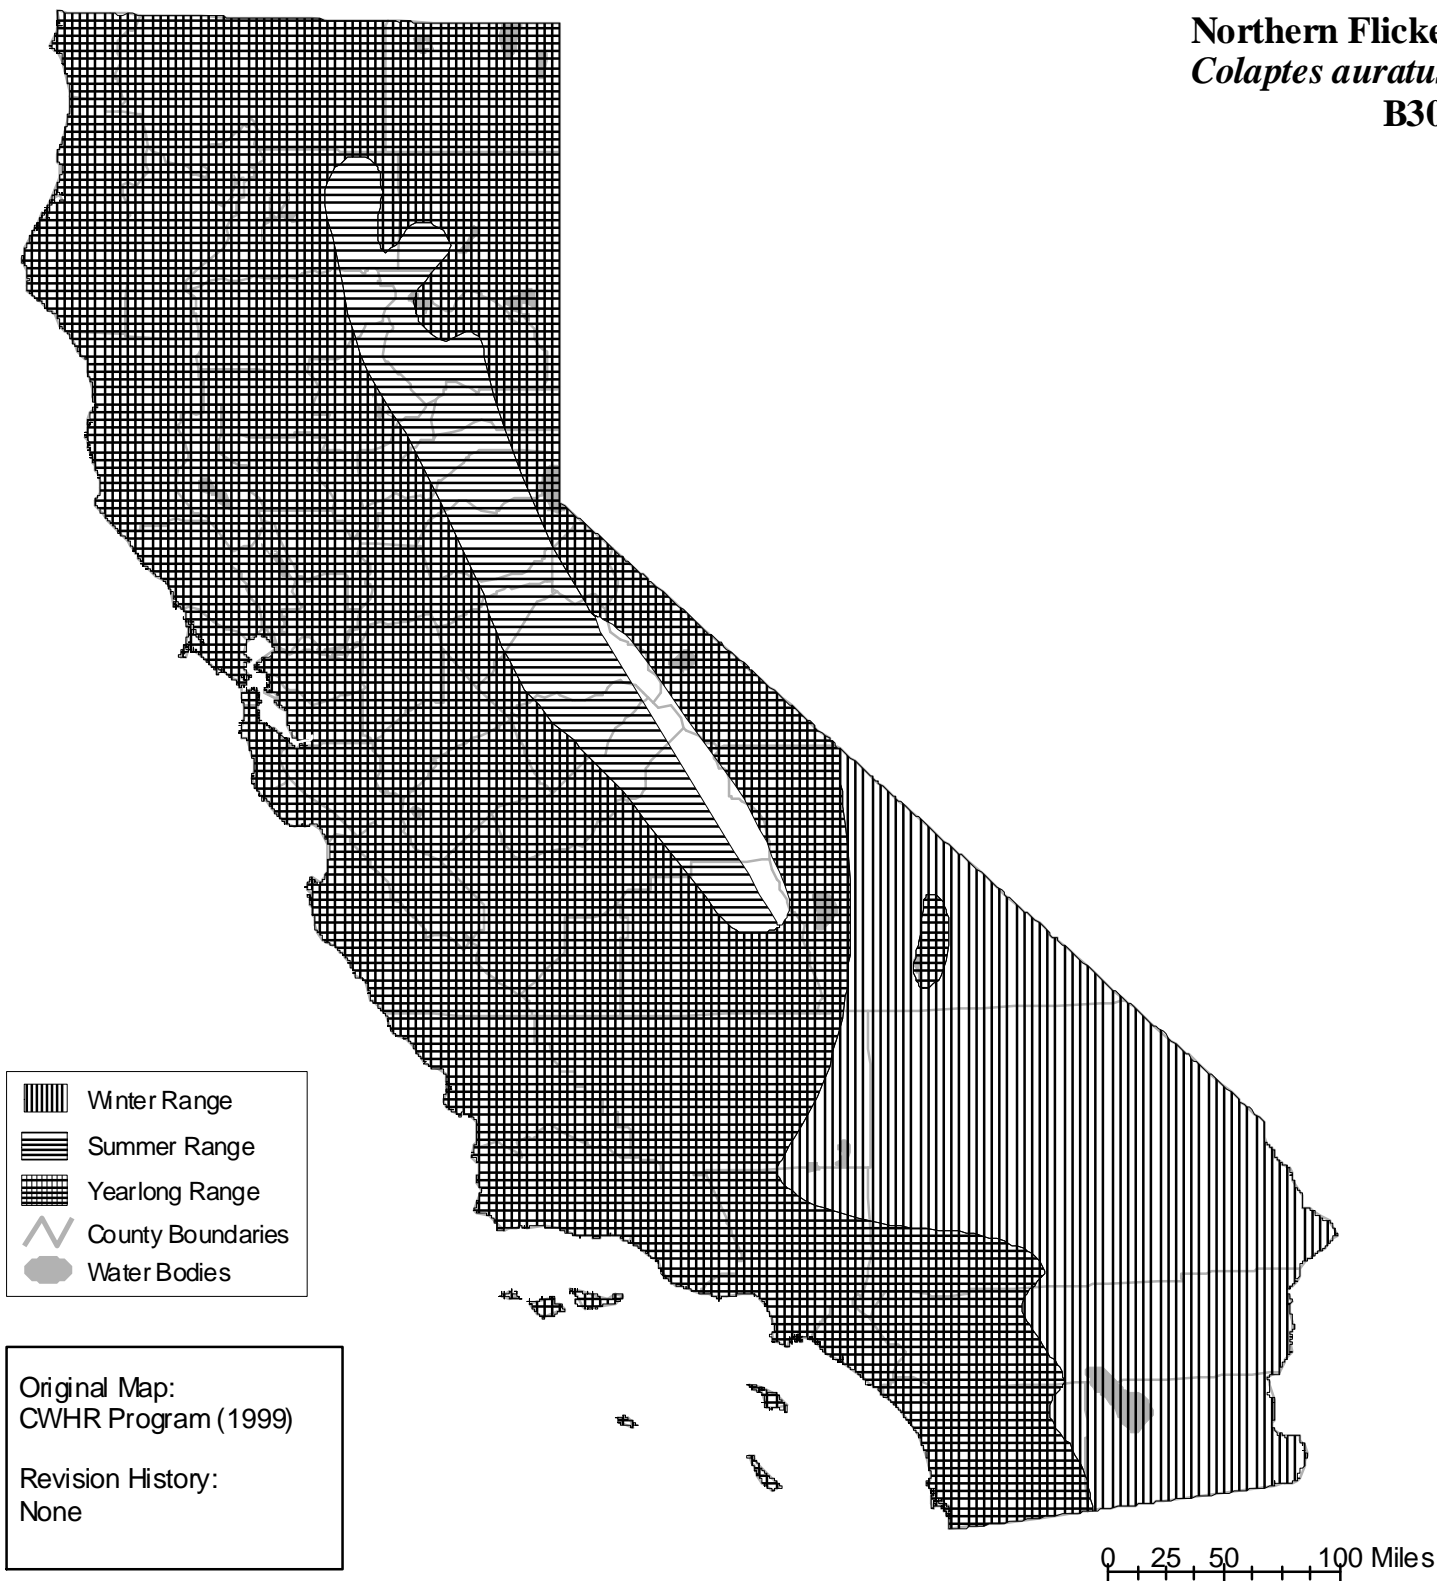 Northern Flicke
Colaptes auratu
B30
Winter Range
Summer Range
Yearlong Range
County Boundaries
Water Bodies
Original Map:
CWHR Program (1999)
Revision History:
None
0 25 50 100 Miles